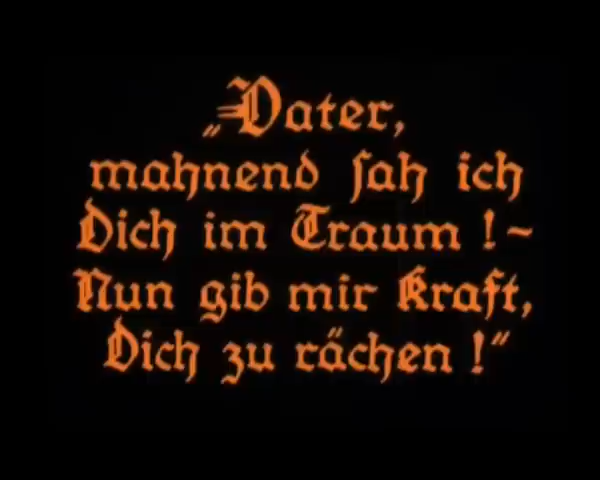 „Vater,
mahnend sah ich
Dich im Traum ! ~
Nun gib mir Kraft,
Dich zu rächen !“